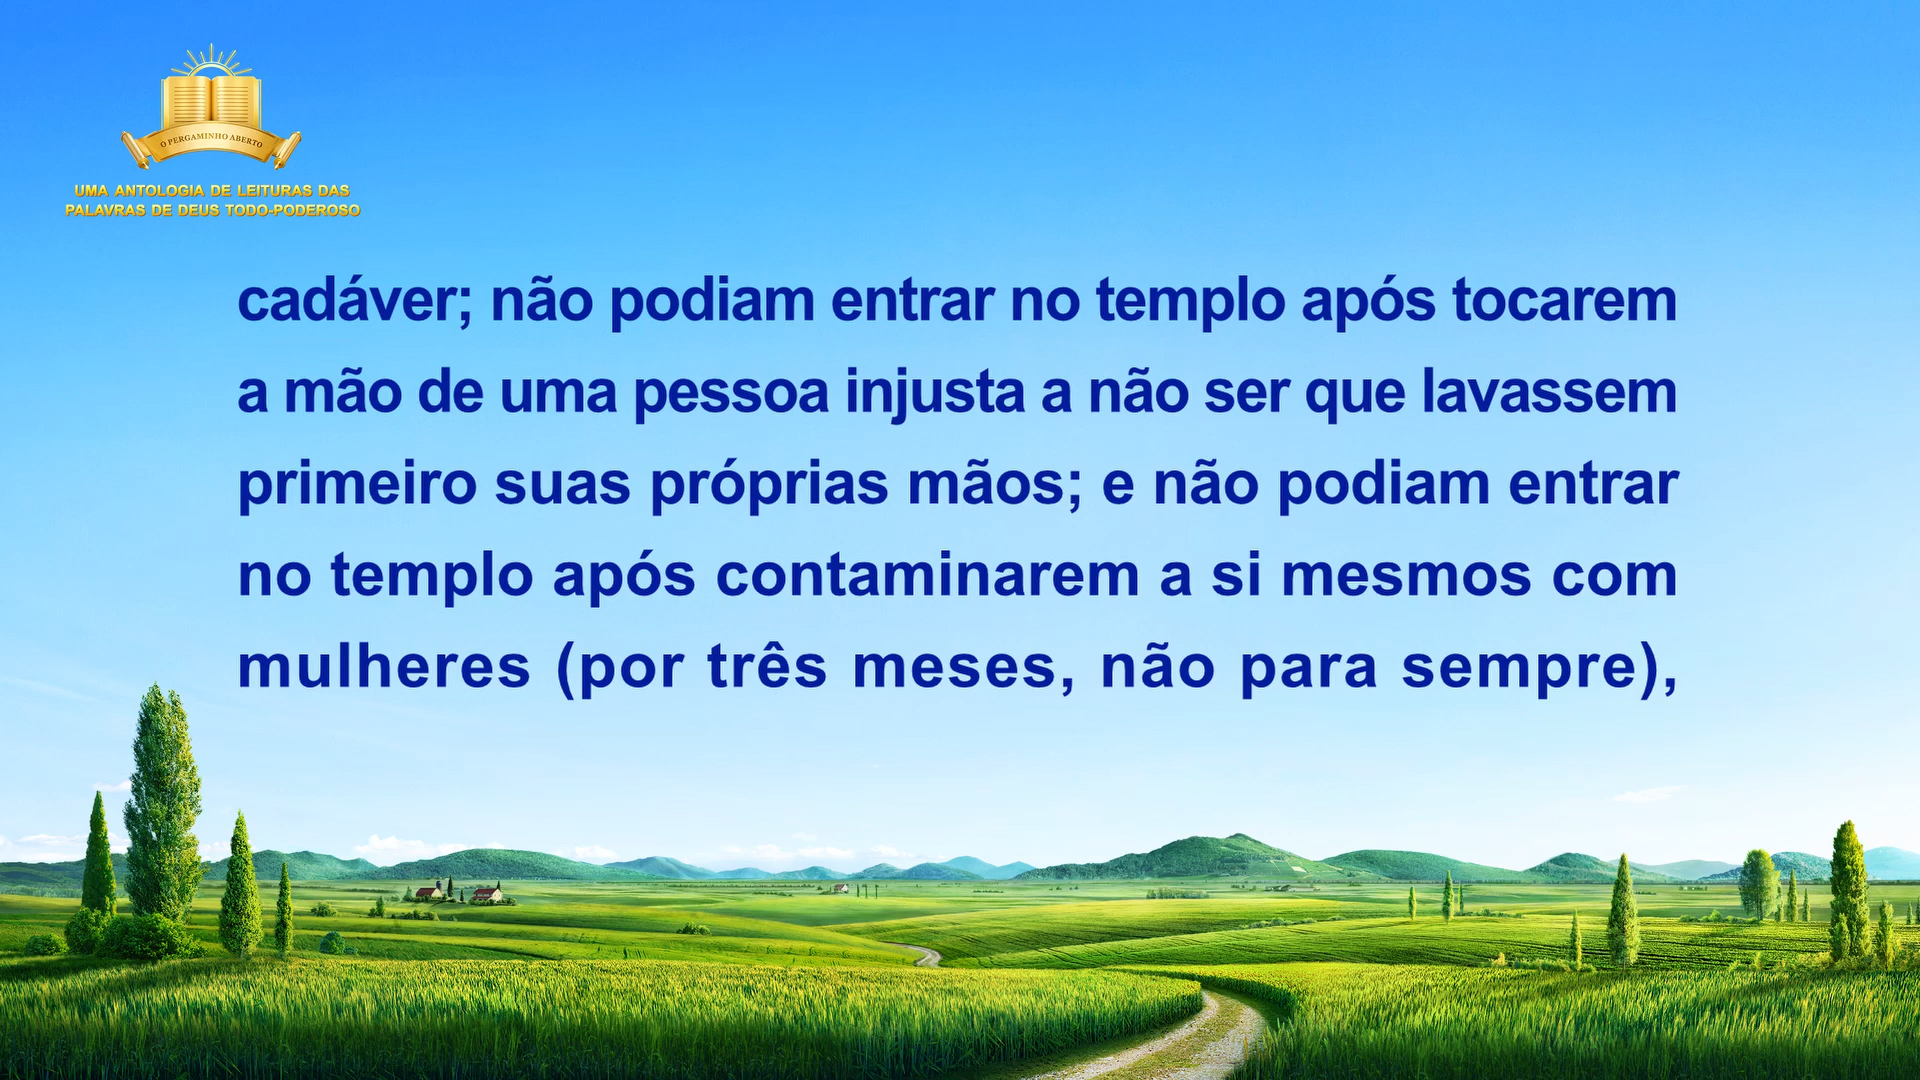 O PERGAMINHO ABERTO
UMA ANTOLOGIA DE LEITURAS DAS
PALAVRAS DE DEUS TODO-PODEROSO
cadáver; não podiam entrar no templo após tocarem
a mão de uma pessoa injusta a não ser que lavassem
primeiro suas próprias mãos; e não podiam entrar
no templo após contaminarem a si mesmos com
mulheres (por três meses, não para sempre),